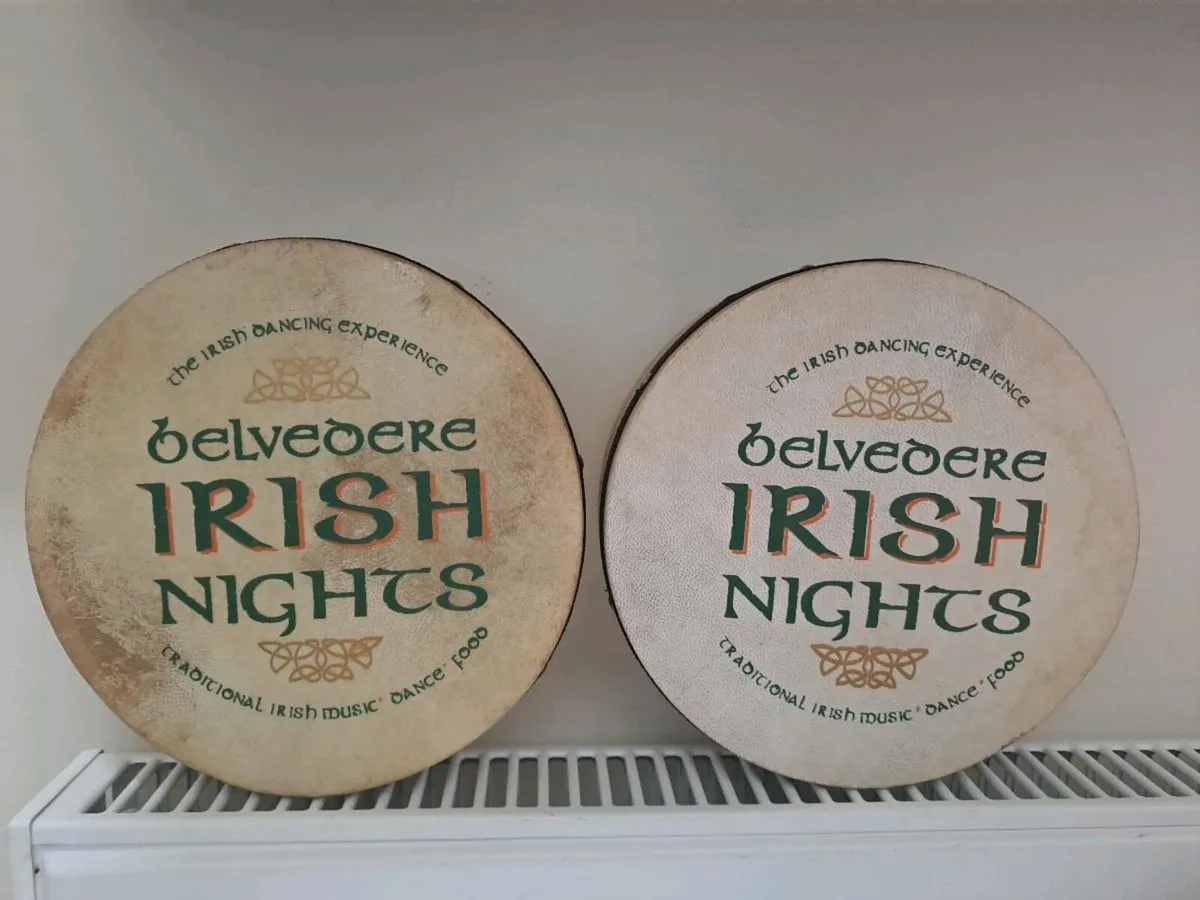 THE IRISH DANCING EXPERIENCE
BELVEDERE
IRISH
NIGHTS
TRADITIONAL IRISH MUSIC * DANCE * FOOD
THE IRISH DANCING EXPERIENCE
BELVEDERE
IRISH
NIGHTS
TRADITIONAL IRISH MUSIC * DANCE * FOOD